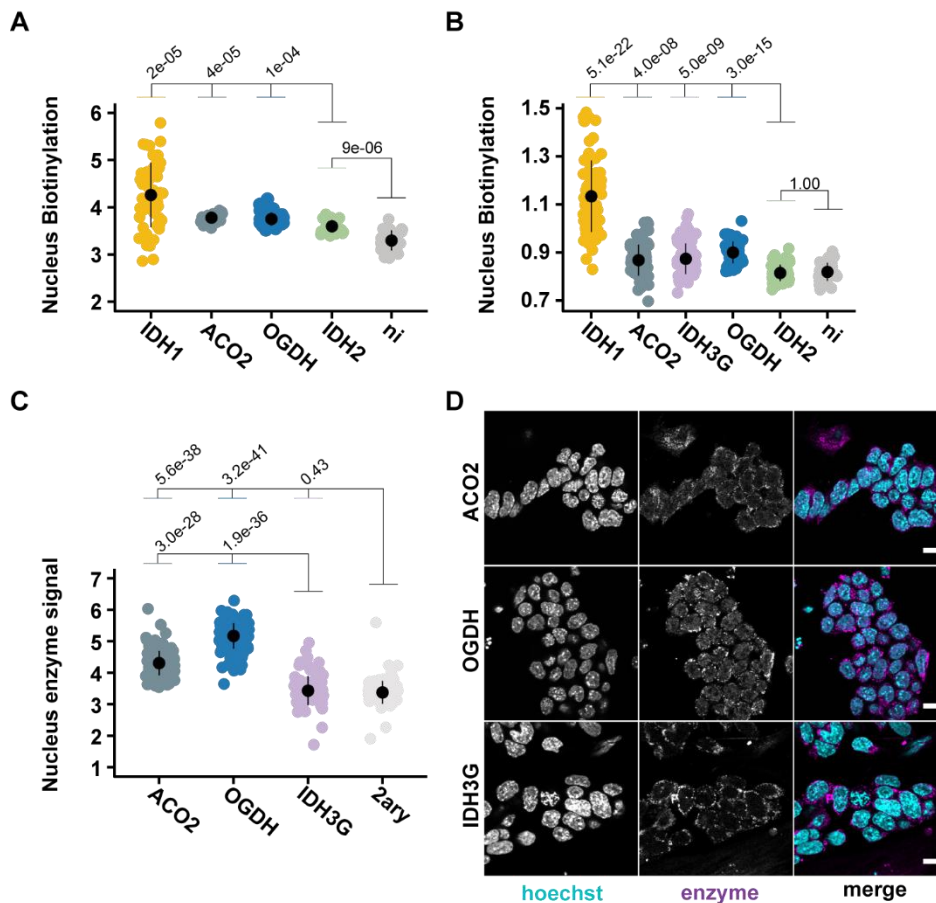 A
2e-05
4e-05
1e-04
9e-06
Nucleus Biotinylation
6
5
4
3
2
IDH1
ACO2
OGDH
IDH2
ni
B
5.1e-22
4.0e-08
5.0e-09
3.0e-15
1.00
Nucleus Biotinylation
1.5
1.3
1.1
0.9
0.7
IDH1
ACO2
IDH3G
OGDH
IDH2
ni
C
5.6e-38
3.2e-41
0.43
3.0e-28
1.9e-36
Nucleus enzyme signal
7
6
5
4
3
2
1
ACO2
OGDH
IDH3G
2ary
D
ACO2
OGDH
IDH3G
hoechst enzyme merge